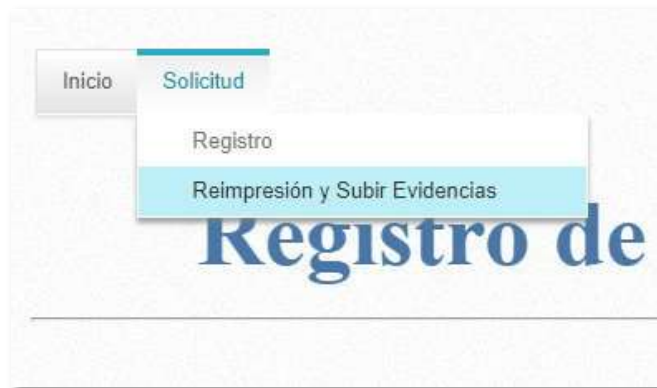 Inicio Solicitud
Registro
Reimpresión y Subir Evidencias
Registro de